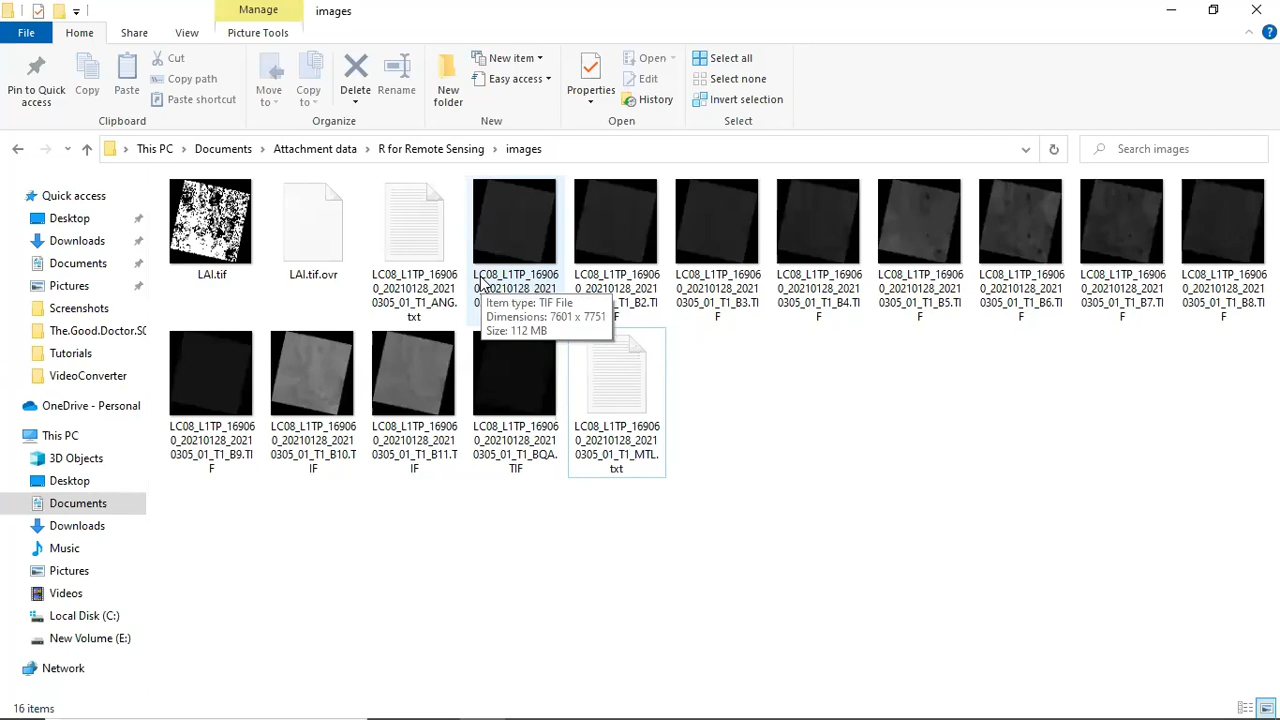 Manage
images
File
Home
Share
View
Picture Tools
Pin to Quick
access
Copy
Paste
Cut
Copy path
Paste shortcut
Clipboard
Move
to
Copy
to
Delete
Rename
Organize
New
folder
New item
Easy access
New
Properties
Open
Edit
History
Open
Select all
Select none
Invert selection
Select
This PC
Documents
Attachment data
R for Remote Sensing
images
Search images
Quick access
Desktop
Downloads
Documents
Pictures
Screenshots
The.Good.Doctor.S0
Tutorials
VideoConverter
OneDrive - Personal
This PC
3D Objects
Desktop
Documents
Downloads
Music
Pictures
Videos
Local Disk (C:)
New Volume (E:)
Network
LAI.tif
LAI.tif.ovr
LC08_L1TP_16906
0_20210128_2021
0305_01_T1_ANG.
txt
LC08_L1TP_16906
0_20210128_2021
Item type: TIF File
Dimensions: 7601 x 7751
Size: 112 MB
LC08_L1TP_16906
0_20210128_2021
0305_01_T1_B2.TI
F
LC08_L1TP_16906
0_20210128_2021
0305_01_T1_B3.TI
F
LC08_L1TP_16906
0_20210128_2021
0305_01_T1_B4.TI
F
LC08_L1TP_16906
0_20210128_2021
0305_01_T1_B5.TI
F
LC08_L1TP_16906
0_20210128_2021
0305_01_T1_B6.TI
F
LC08_L1TP_16906
0_20210128_2021
0305_01_T1_B7.TI
F
LC08_L1TP_16906
0_20210128_2021
0305_01_T1_B8.TI
F
LC08_L1TP_16906
0_20210128_2021
0305_01_T1_B9.TI
F
LC08_L1TP_16906
0_20210128_2021
0305_01_T1_B10.T
IF
LC08_L1TP_16906
0_20210128_2021
0305_01_T1_B11.T
IF
LC08_L1TP_16906
0_20210128_2021
0305_01_T1_BQA.
TIF
LC08_L1TP_16906
0_20210128_2021
0305_01_T1_MTL.
txt
16 items